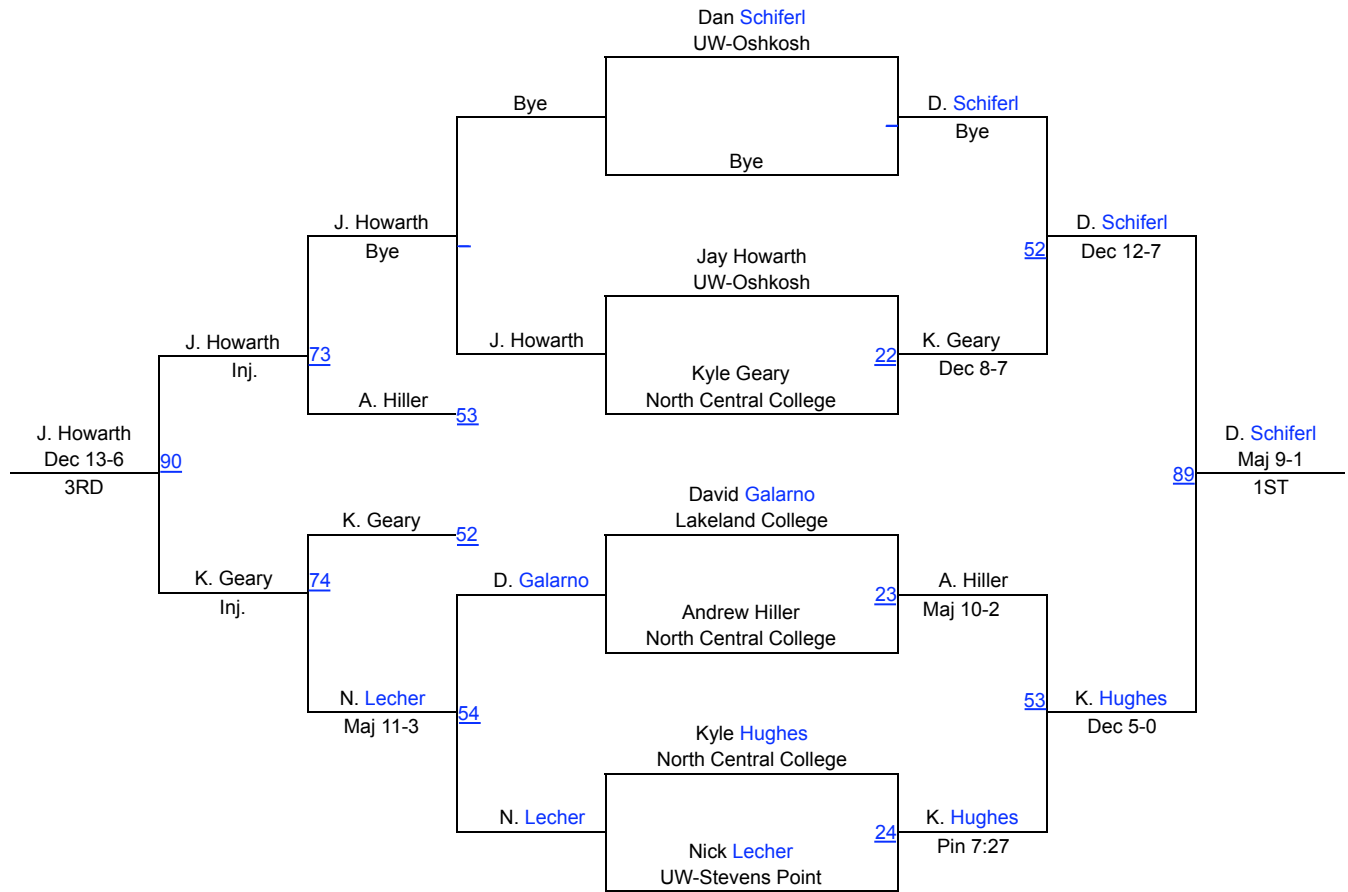 Dan Schiferl
UW-Oshkosh
Bye
D. Schiferl
Bye
–
Bye
J. Howarth
Bye
–
D. Schiferl
Dec 12-7
52
Jay Howarth
UW-Oshkosh
J. Howarth
Inj.
73
J. Howarth
22
K. Geary
Dec 8-7
Kyle Geary
North Central College
A. Hiller
53
J. Howarth
Dec 13-6
3RD
90
D. Schiferl
Maj 9-1
1ST
89
David Galarno
Lakeland College
K. Geary
52
K. Geary
Inj.
74
D. Galarno
23
A. Hiller
Maj 10-2
Andrew Hiller
North Central College
N. Lecher
Maj 11-3
54
53
K. Hughes
Dec 5-0
Kyle Hughes
North Central College
N. Lecher
24
K. Hughes
Pin 7:27
Nick Lecher
UW-Stevens Point